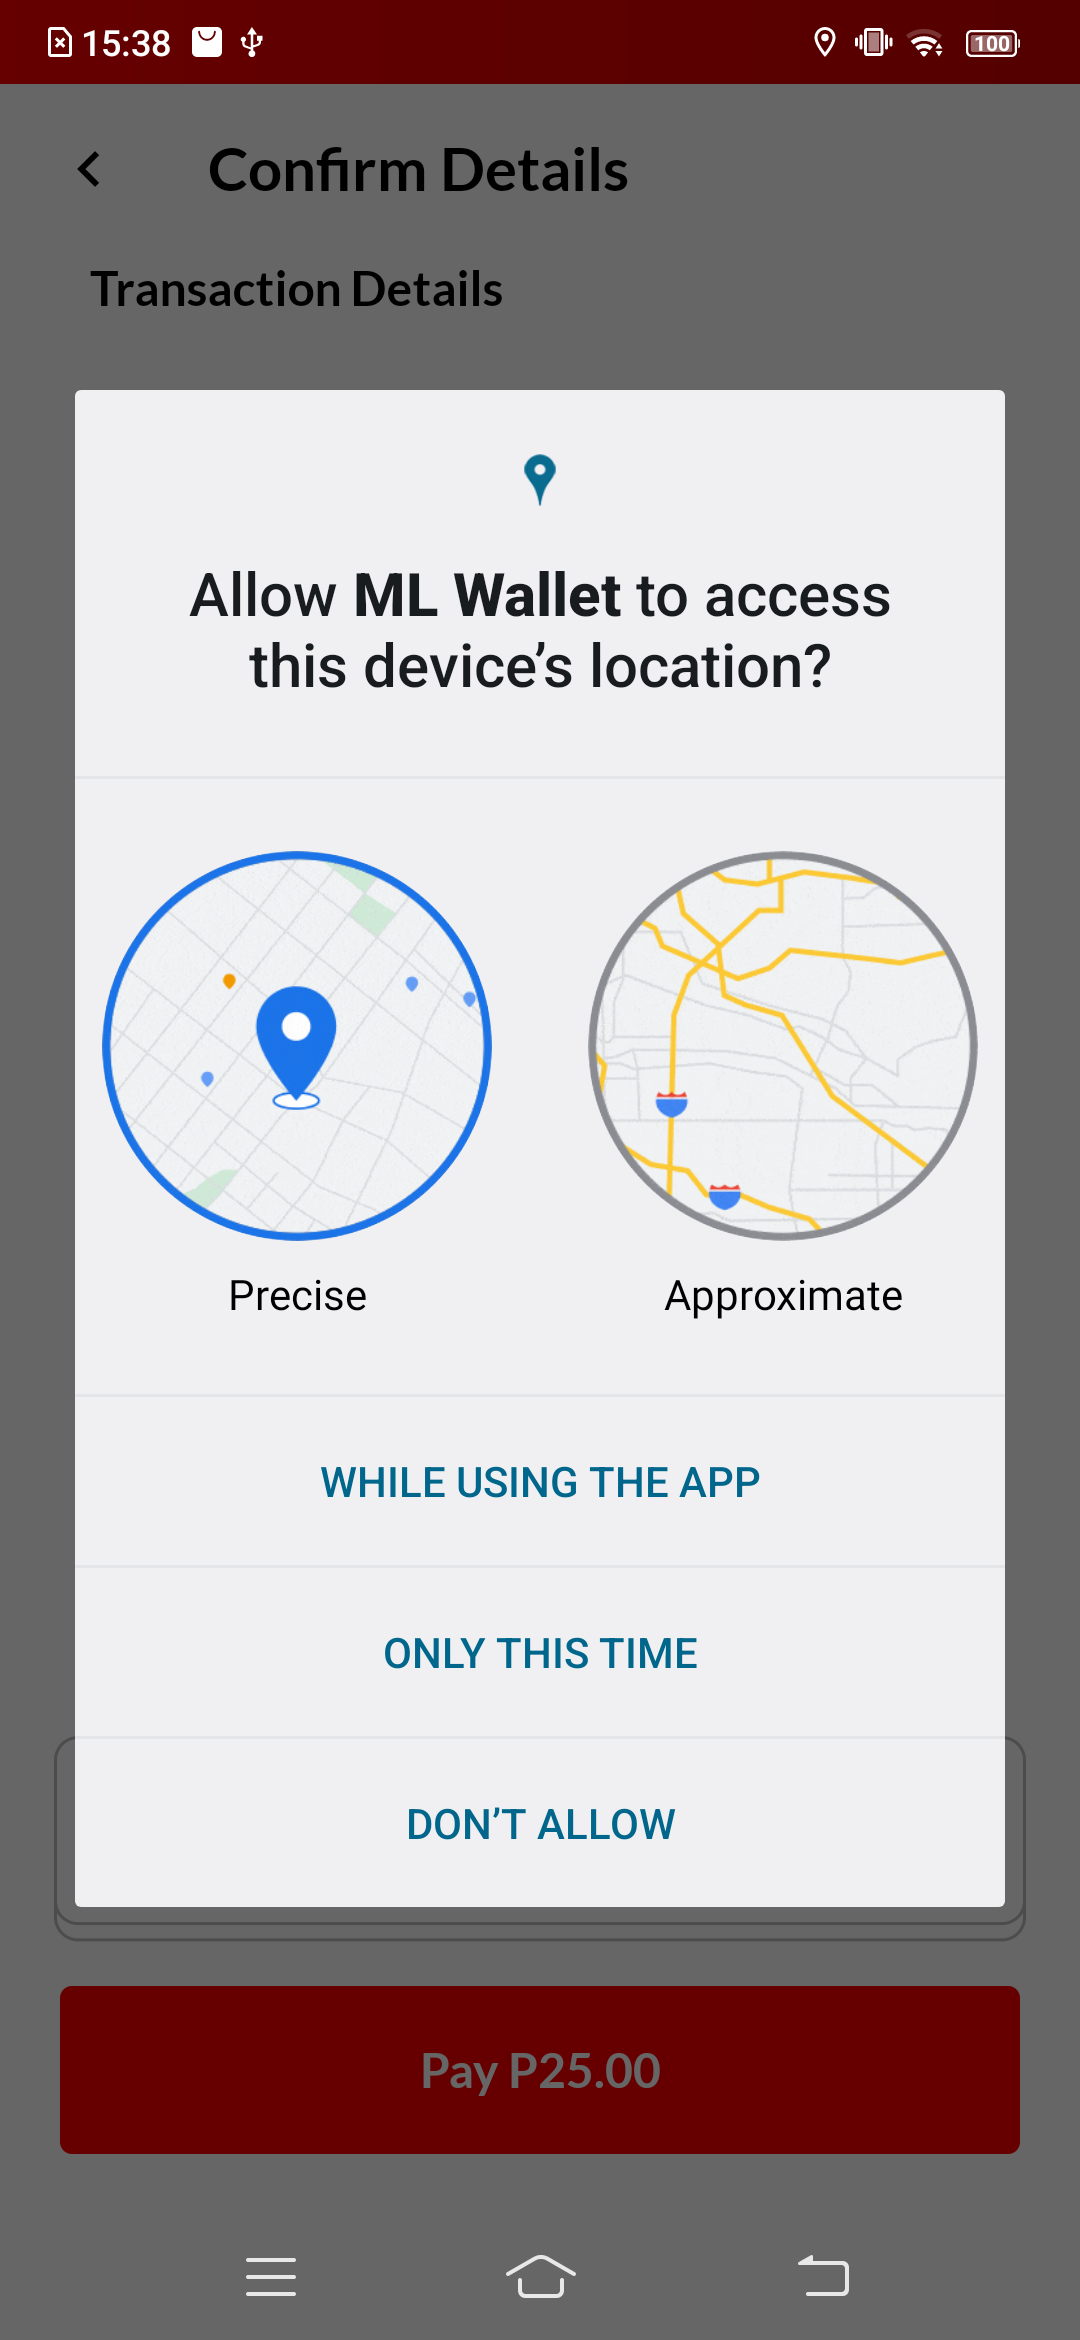 15:38
100
Confirm Details
Transaction Details
Allow ML Wallet to access
this device’s location?
Precise
Approximate
WHILE USING THE APP
ONLY THIS TIME
DON’T ALLOW
Pay P25.00